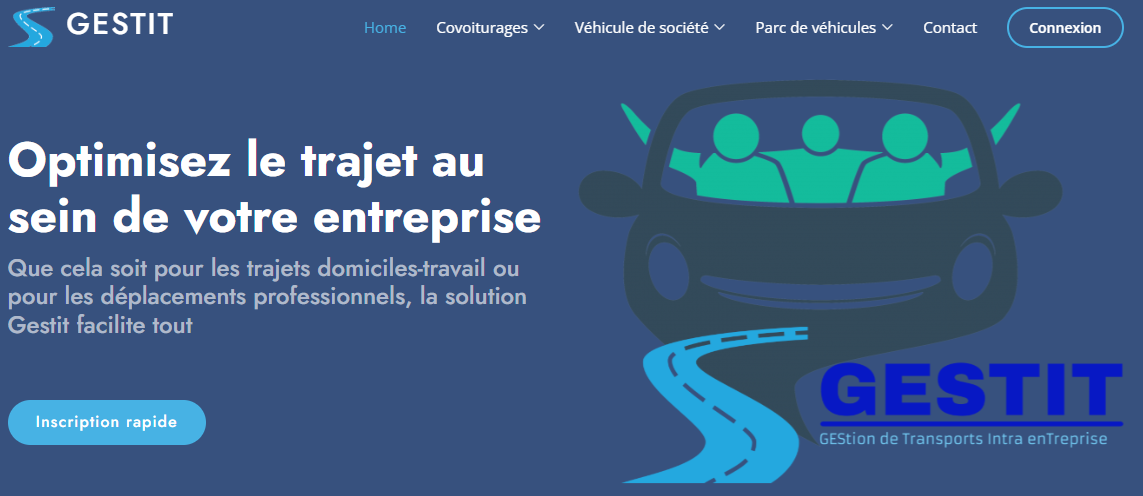 GESTIT
Home Covoiturages Véhicule de société Parc de véhicules Contact Connexion
Optimisez le trajet au
sein de votre entreprise
Que cela soit pour les trajets domiciles-travail ou
pour les déplacements professionnels, la solution
Gestit facilite tout
Inscription rapide
GESTIT
GEStion de Transports Intra enTreprise